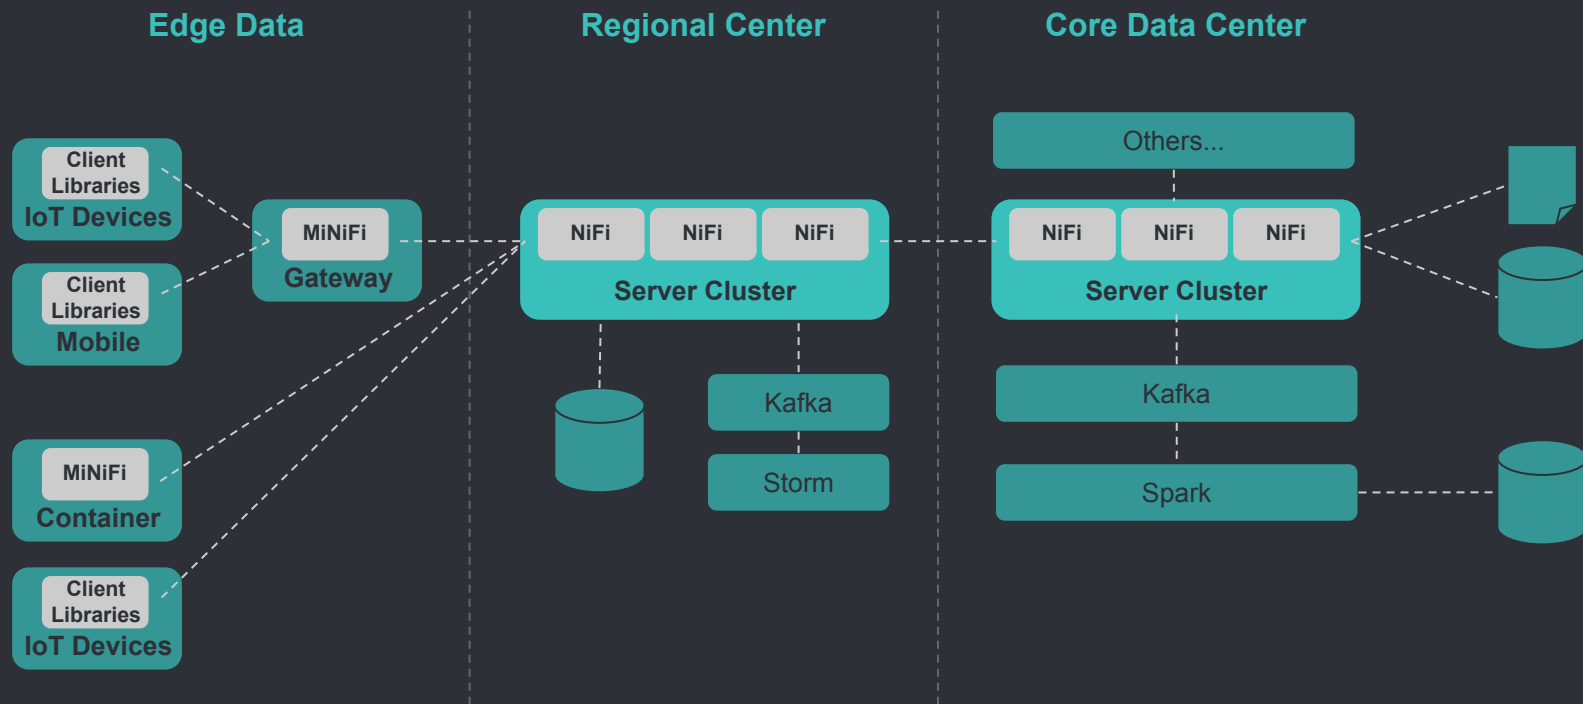 Edge Data
Regional Center
Core Data Center
Client
Libraries
IoT Devices
Client
Libraries
Mobile
MiNiFi
Gateway
MiNiFi
Container
Client
Libraries
IoT Devices
NiFi
NiFi
NiFi
Server Cluster
Kafka
Storm
Others...
NiFi
NiFi
NiFi
Server Cluster
Kafka
Spark